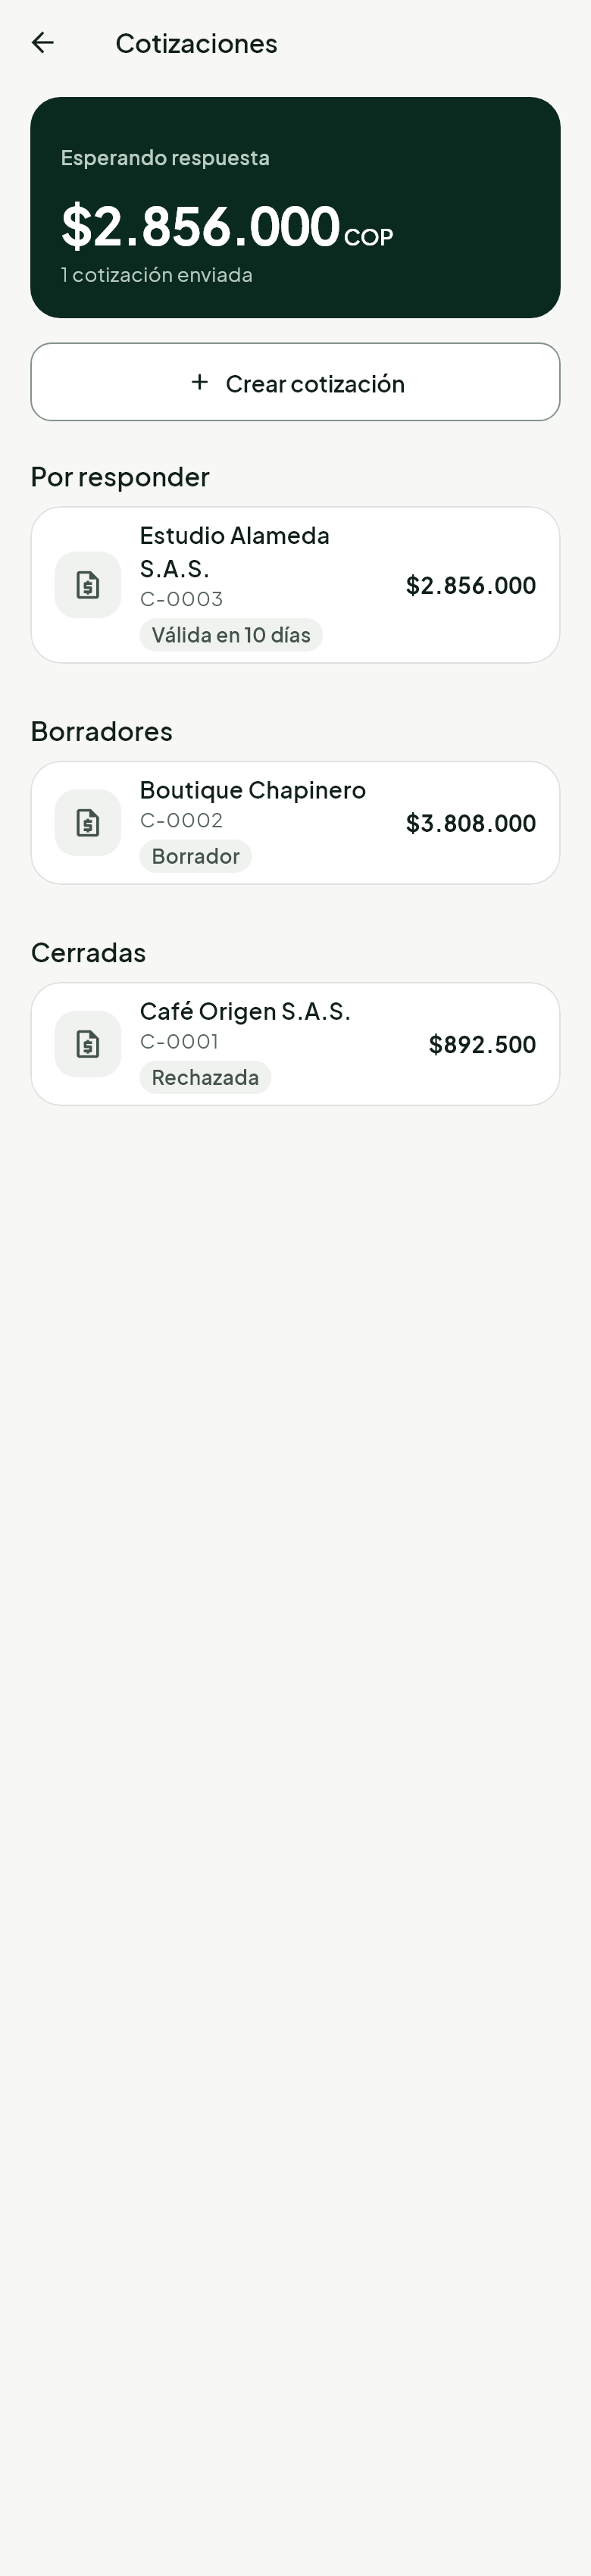 Cotizaciones
Esperando respuesta
$2.856.000 COP
1 cotización enviada
+ Crear cotización
Por responder
Estudio Alameda
S.A.S.
C-0003
$2.856.000
Válida en 10 días
Borradores
Boutique Chapinero
C-0002
$3.808.000
Borrador
Cerradas
Café Origen S.A.S.
C-0001
$892.500
Rechazada